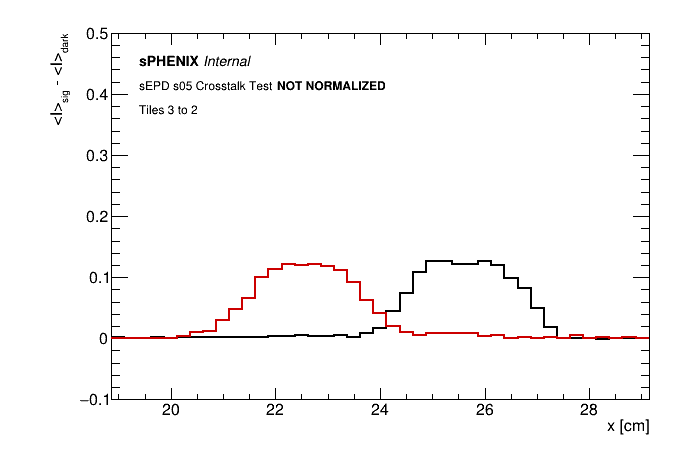 <I>sig - <I>dark
0.5
0.4
0.3
0.2
0.1
0
−0.1
sPHENIX Internal
sEPD s05 Crosstalk Test NOT NORMALIZED
Tiles 3 to 2
20 22 24 26 28
x [cm]